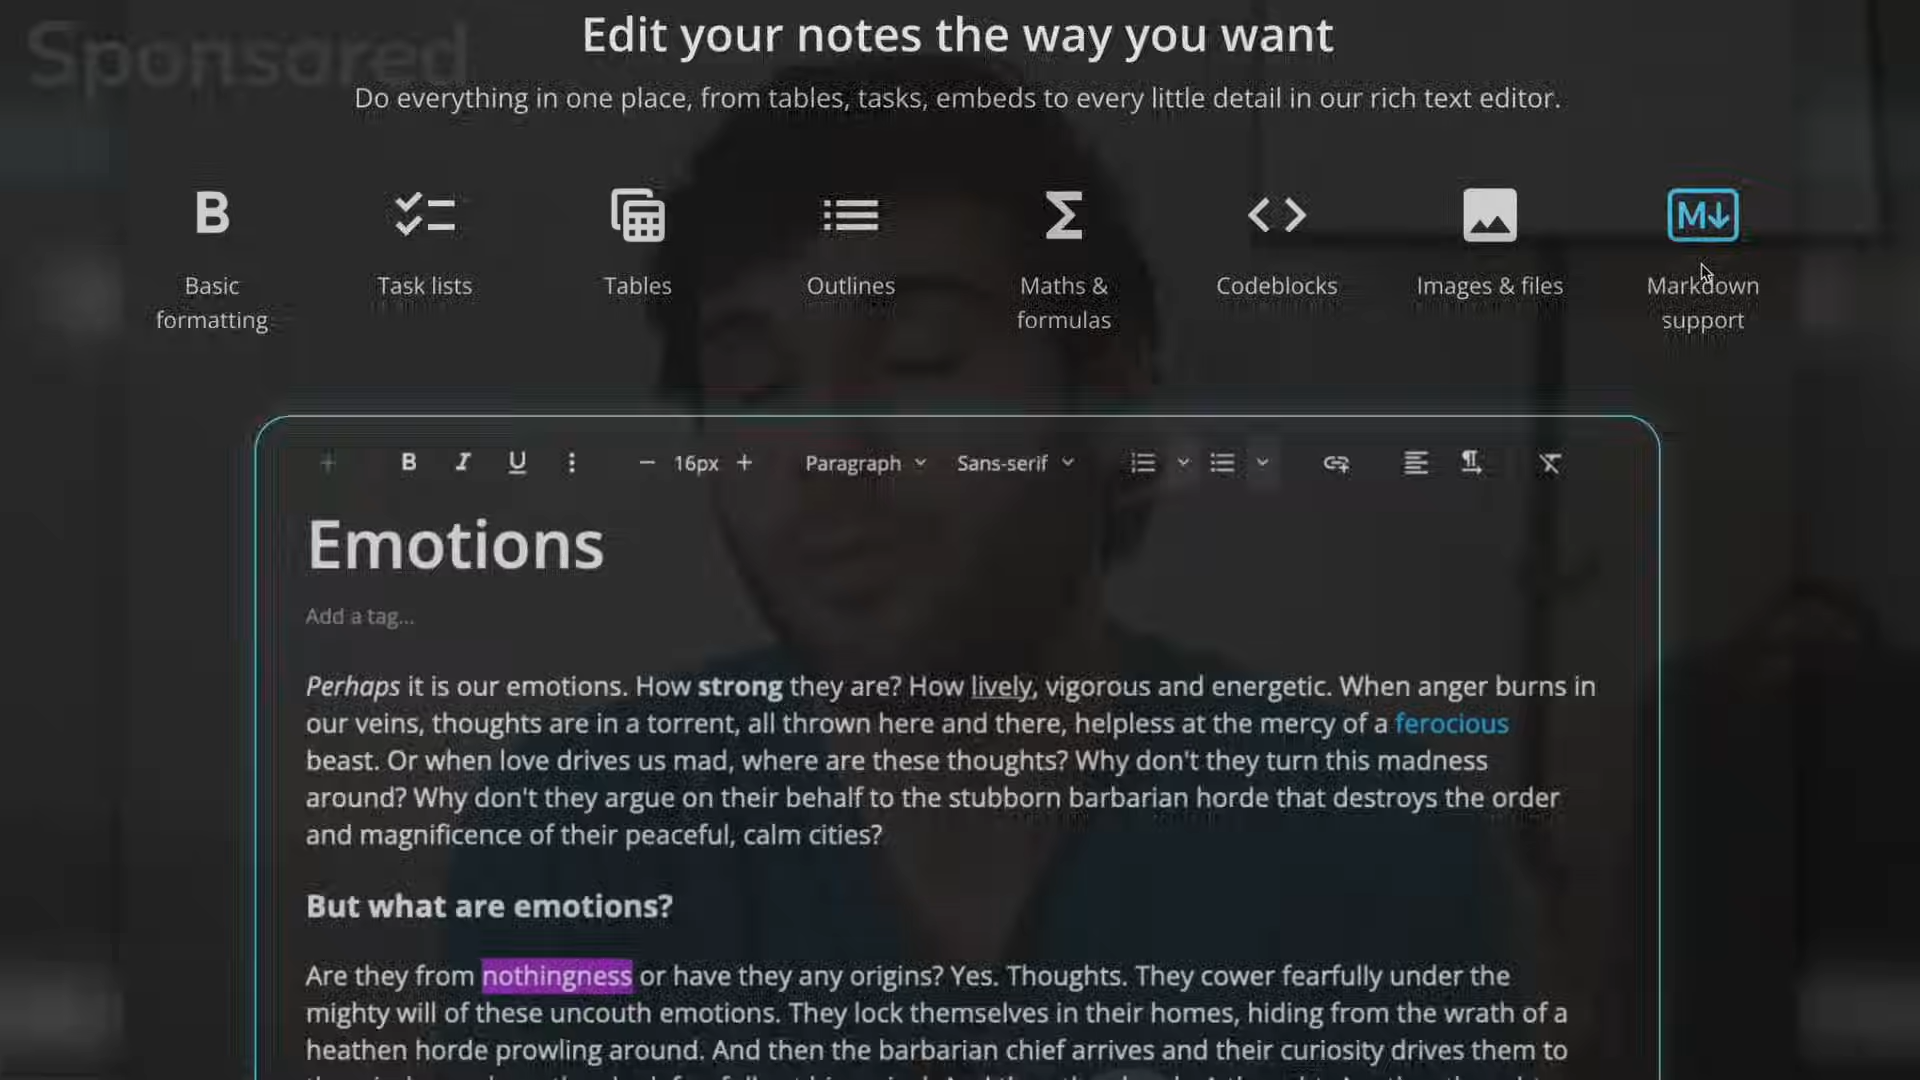 Sponsored
Edit your notes the way you want
Do everything in one place, from tables, tasks, embeds to every little detail in our rich text editor.
Basic
formatting
Task lists
Tables
Outlines
Maths &
formulas
Codeblocks
Images & files
Markdown
support
B I U 16px Paragraph Sans-serif
Emotions
Add a tag...
Perhaps it is our emotions. How strong they are? How lively, vigorous and energetic. When anger burns in
our veins, thoughts are in a torrent, all thrown here and there, helpless at the mercy of a ferocious
beast. Or when love drives us mad, where are these thoughts? Why don't they turn this madness
around? Why don't they argue on their behalf to the stubborn barbarian horde that destroys the order
and magnificence of their peaceful, calm cities?
But what are emotions?
Are they from nothingness or have they any origins? Yes. Thoughts. They cower fearfully under the
mighty will of these uncouth emotions. They lock themselves in their homes, hiding from the wrath of a
heathen horde prowling around. And then the barbarian chief arrives and their curiosity drives them to